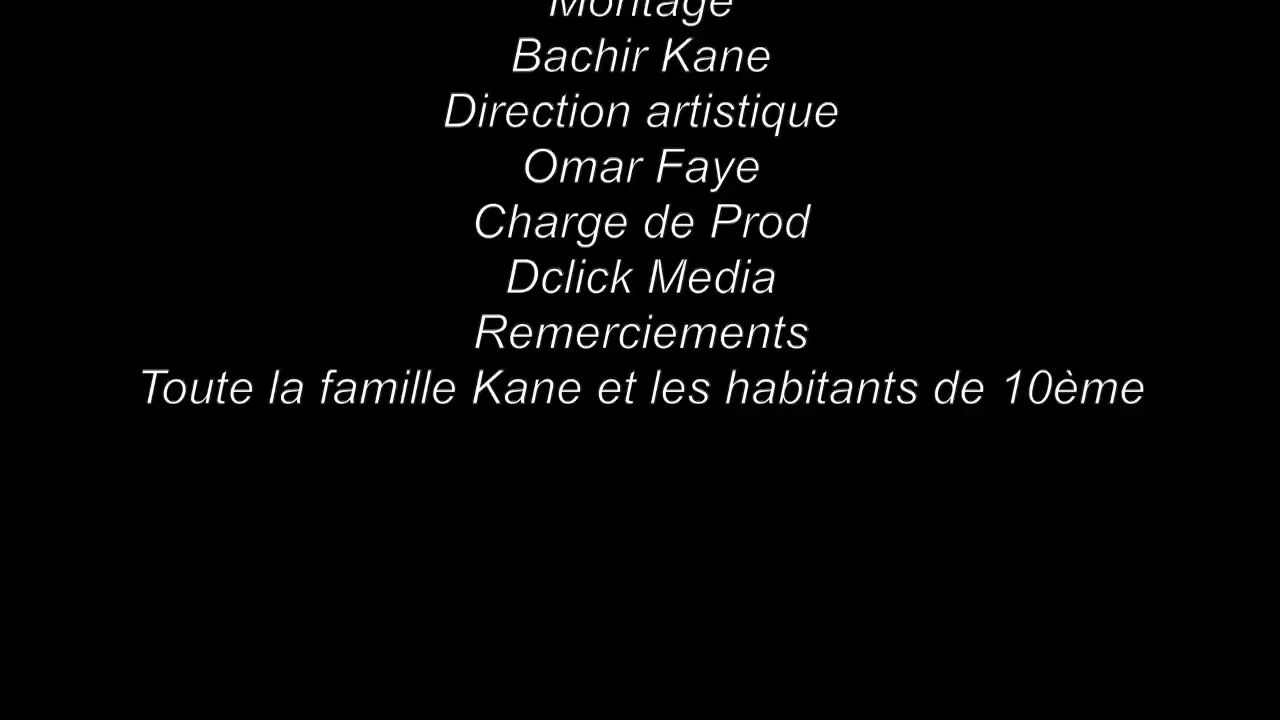 Montage
Bachir Kane
Direction artistique
Omar Faye
Charge de Prod
Dclick Media
Remerciements
Toute la famille Kane et les habitants de 10ème